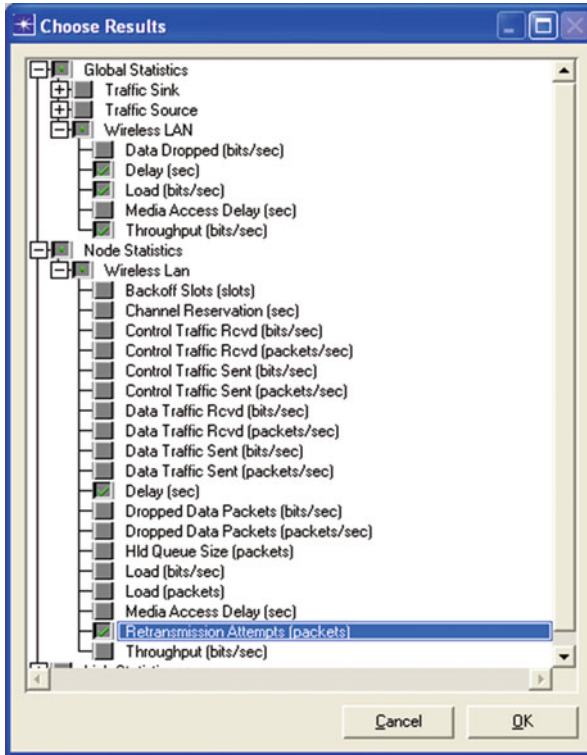 Choose Results
Global Statistics
Traffic Sink
Traffic Source
Wireless LAN
Data Dropped (bits/sec)
Delay (sec)
Load (bits/sec)
Media Access Delay (sec)
Throughput (bits/sec)
Node Statistics
Wireless Lan
Backoff Slots (slots)
Channel Reservation (sec)
Control Traffic Rcvd (bits/sec)
Control Traffic Rcvd (packets/sec)
Control Traffic Sent (bits/sec)
Control Traffic Sent (packets/sec)
Data Traffic Rcvd (bits/sec)
Data Traffic Rcvd (packets/sec)
Data Traffic Sent (bits/sec)
Data Traffic Sent (packets/sec)
Delay (sec)
Dropped Data Packets (bits/sec)
Dropped Data Packets (packets/sec)
Hld Queue Size (packets)
Load (bits/sec)
Load (packets)
Media Access Delay (sec)
Retransmission Attempts (packets)
Throughput (bits/sec)
Cancel OK